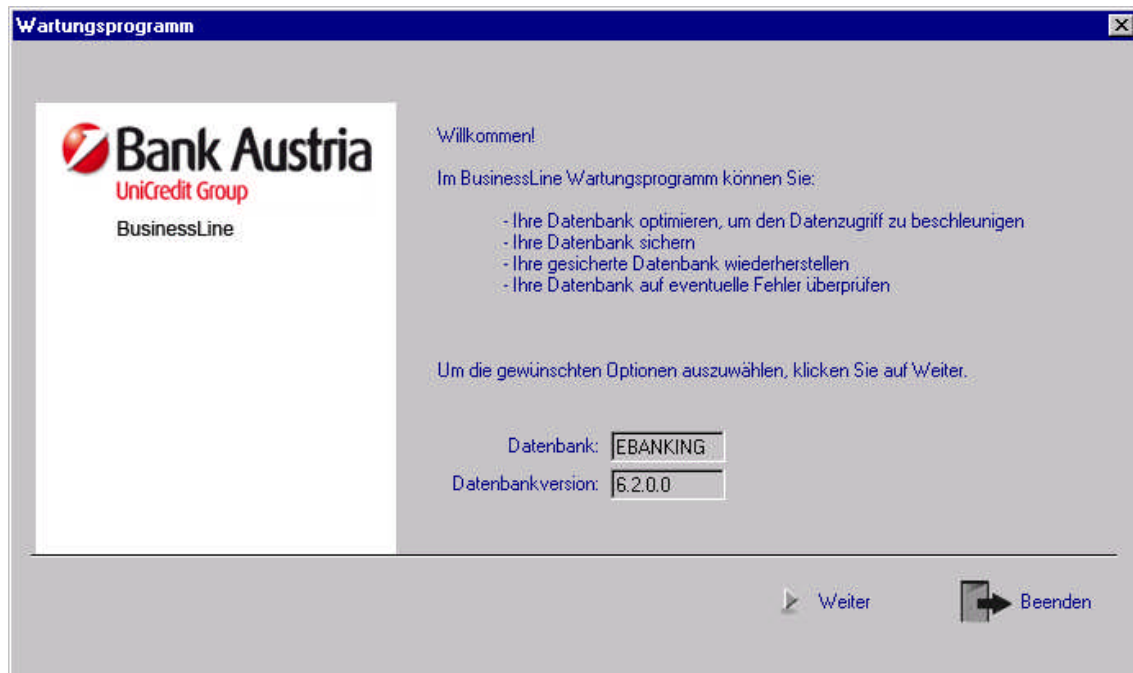 Wartungsprogramm
Bank Austria
UniCredit Group
BusinessLine
Willkommen!
Im BusinessLine Wartungsprogramm können Sie:
- Ihre Datenbank optimieren, um den Datenzugriff zu beschleunigen
- Ihre Datenbank sichern
- Ihre gesicherte Datenbank wiederherstellen
- Ihre Datenbank auf eventuelle Fehler überprüfen
Um die gewünschten Optionen auszuwählen, klicken Sie auf Weiter.
Datenbank: EBANKING
Datenbankversion: 6.2.0.0
Weiter
Beenden